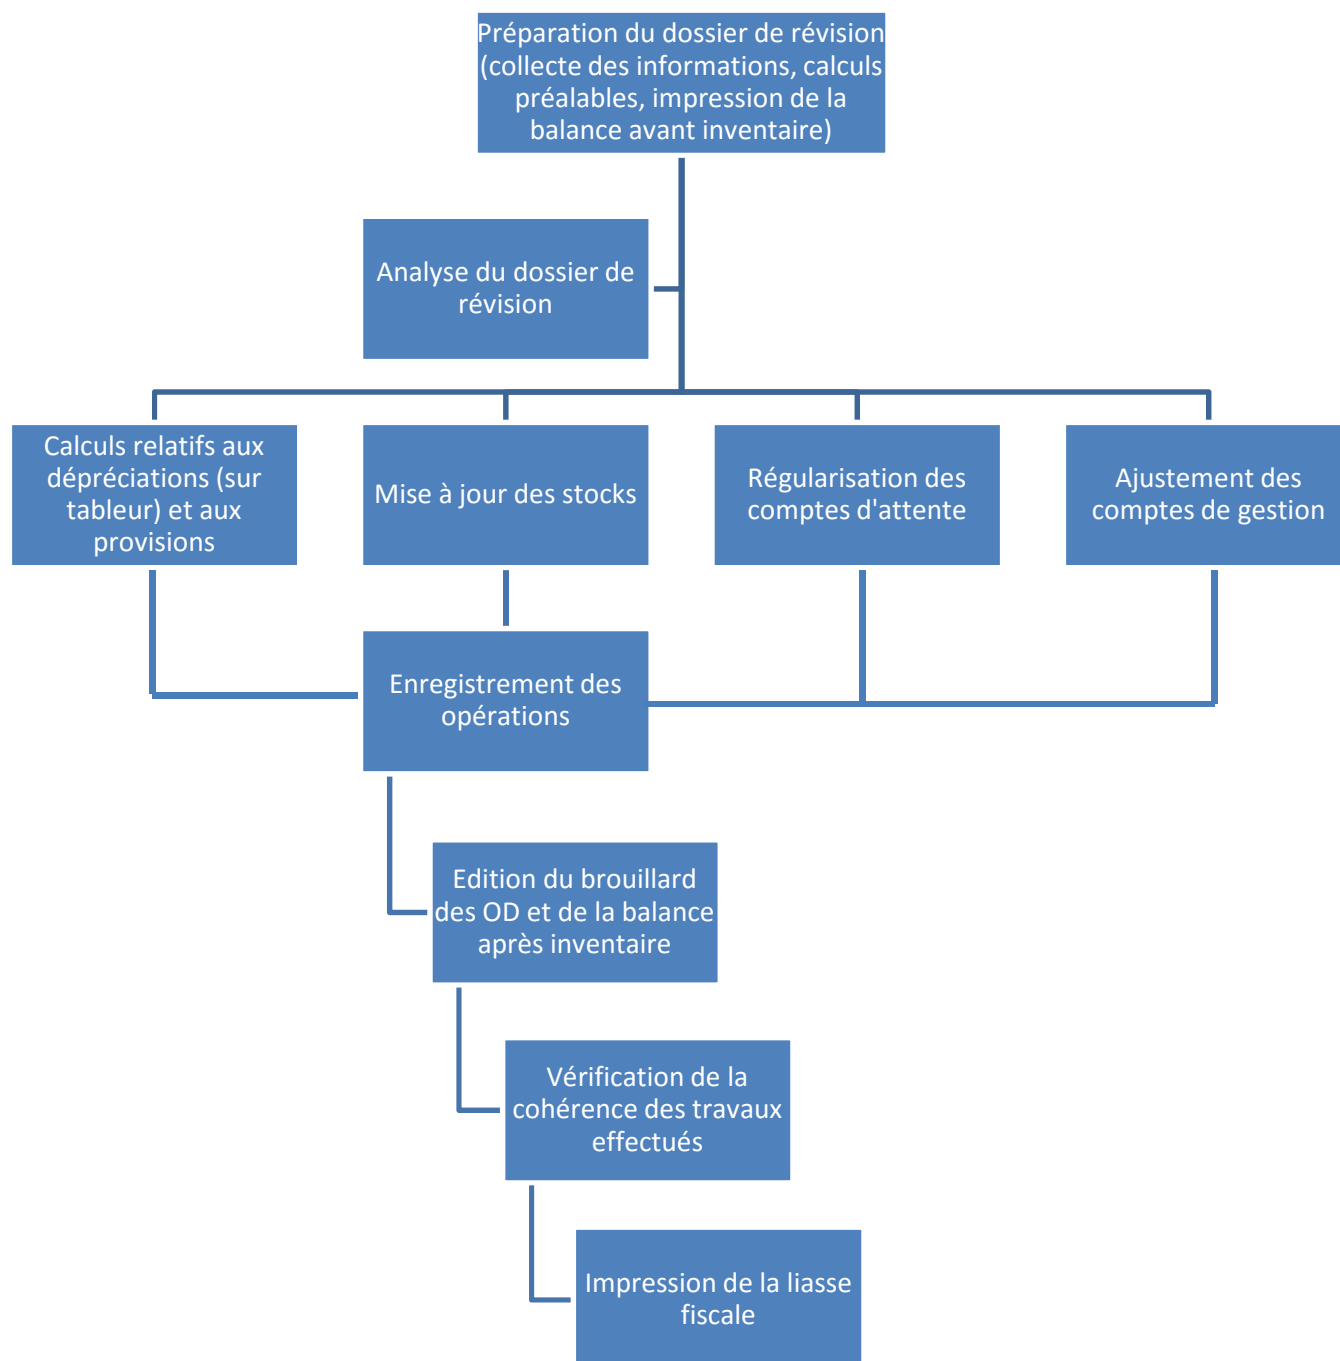 Préparation du dossier de révision
(collecte des informations, calculs
préalables, impression de la
balance avant inventaire)
Analyse du dossier de
révision
Calculs relatifs aux
dépréciations (sur
tableur) et aux
provisions
Mise à jour des stocks
Régularisation des
comptes d'attente
Ajustement des
comptes de gestion
Enregistrement des
opérations
Edition du brouillard
des OD et de la balance
après inventaire
Vérification de la
cohérence des travaux
effectués
Impression de la liasse
fiscale